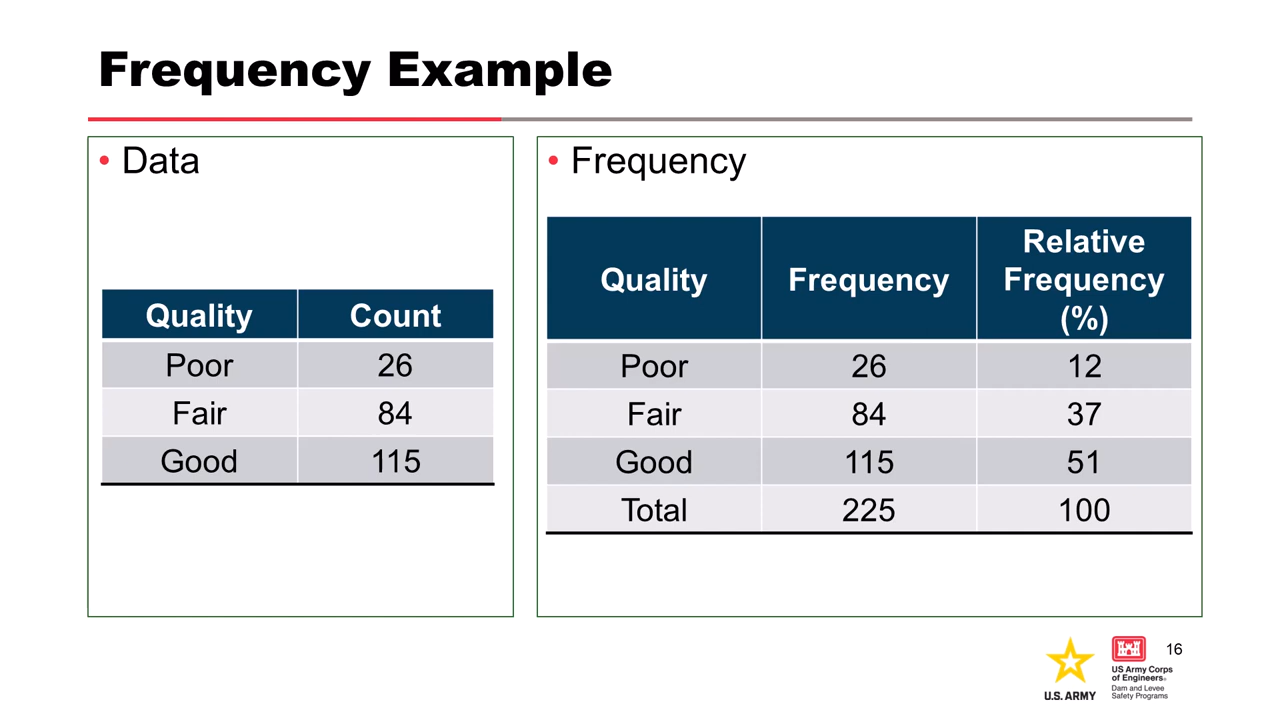 Frequency Example
• Data
Quality Count
Poor 26
Fair 84
Good 115
• Frequency
Quality Frequency Relative Frequency (%)
Poor 26 12
Fair 84 37
Good 115 51
Total 225 100
U.S. ARMY
US Army Corps
of Engineers®
Dam and Levee
Safety Programs
16